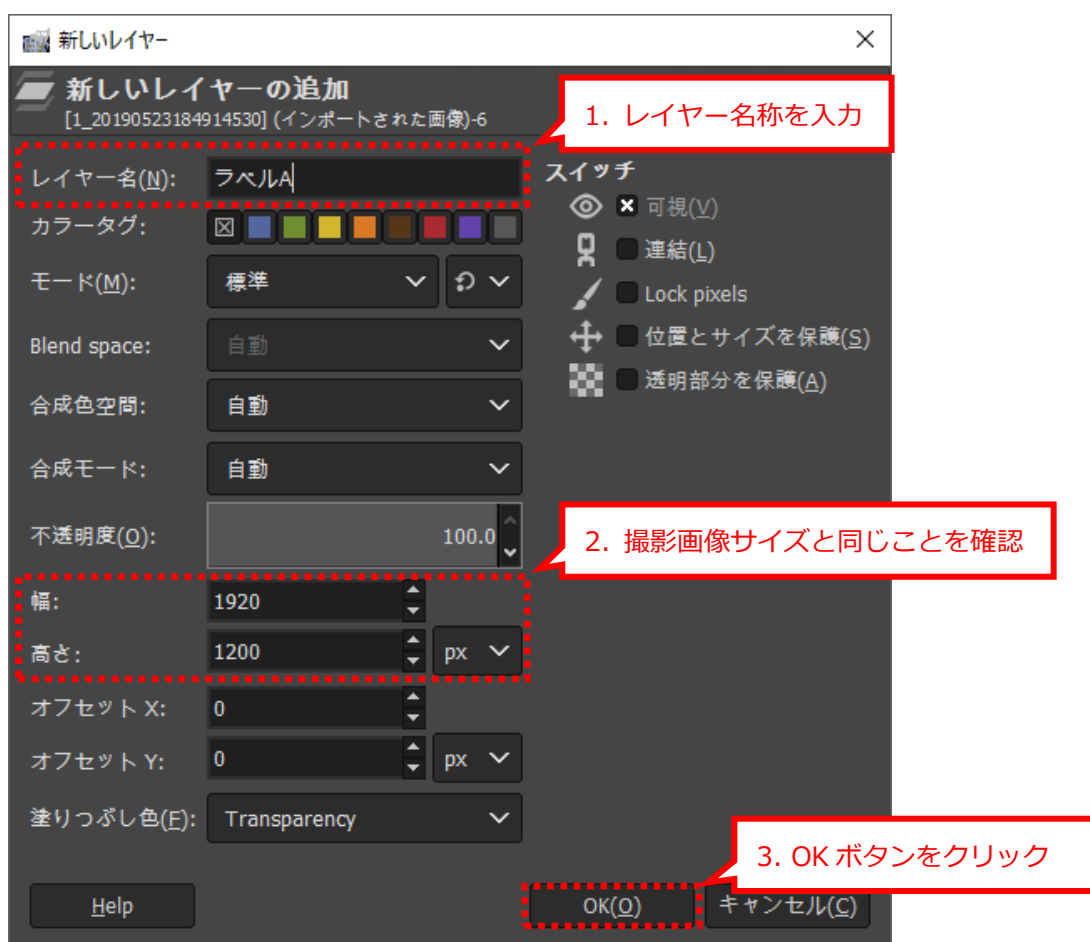 新しいレイヤー
新しいレイヤーの追加
[1_20190523184914530] (インポートされた画像)-6
1. レイヤー名称を入力
レイヤー名(N): ラベルA
カラータグ:
モード(M): 標準
Blend space: 自動
合成色空間: 自動
合成モード: 自動
不透明度(O): 100.0
幅: 1920
高さ: 1200 px
オフセット X: 0
オフセット Y: 0 px
塗りつぶし色(F): Transparency
スイッチ
可視(V)
連結(L)
Lock pixels
位置とサイズを保護(S)
透明部分を保護(A)
2. 撮影画像サイズと同じことを確認
3. OK ボタンをクリック
Help
OK(O)
キャンセル(C)